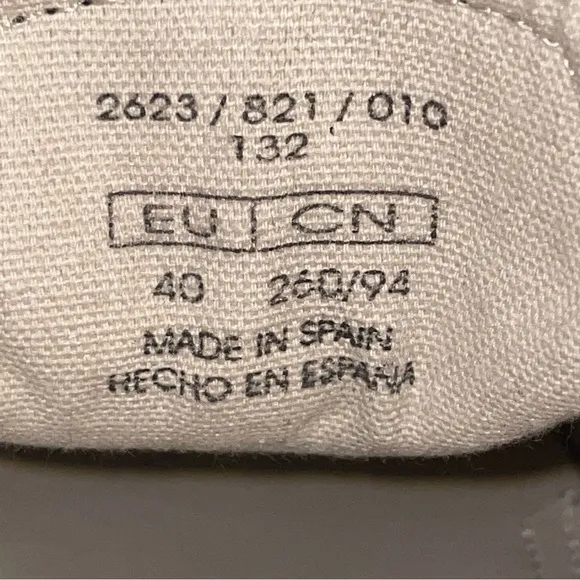 2623/821/010
132
EU CN
40 260/94
MADE IN SPAIN
HECHO EN ESPAÑA